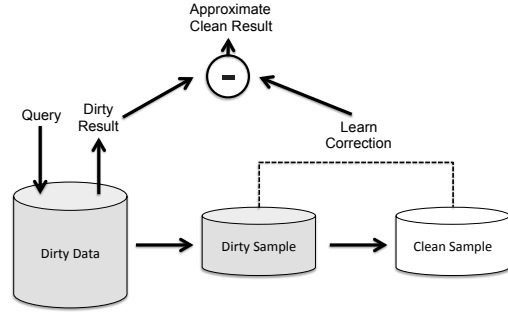 Approximate
Clean Result
-
Query
Dirty
Result
Learn
Correction
Dirty Data
Dirty Sample
Clean Sample